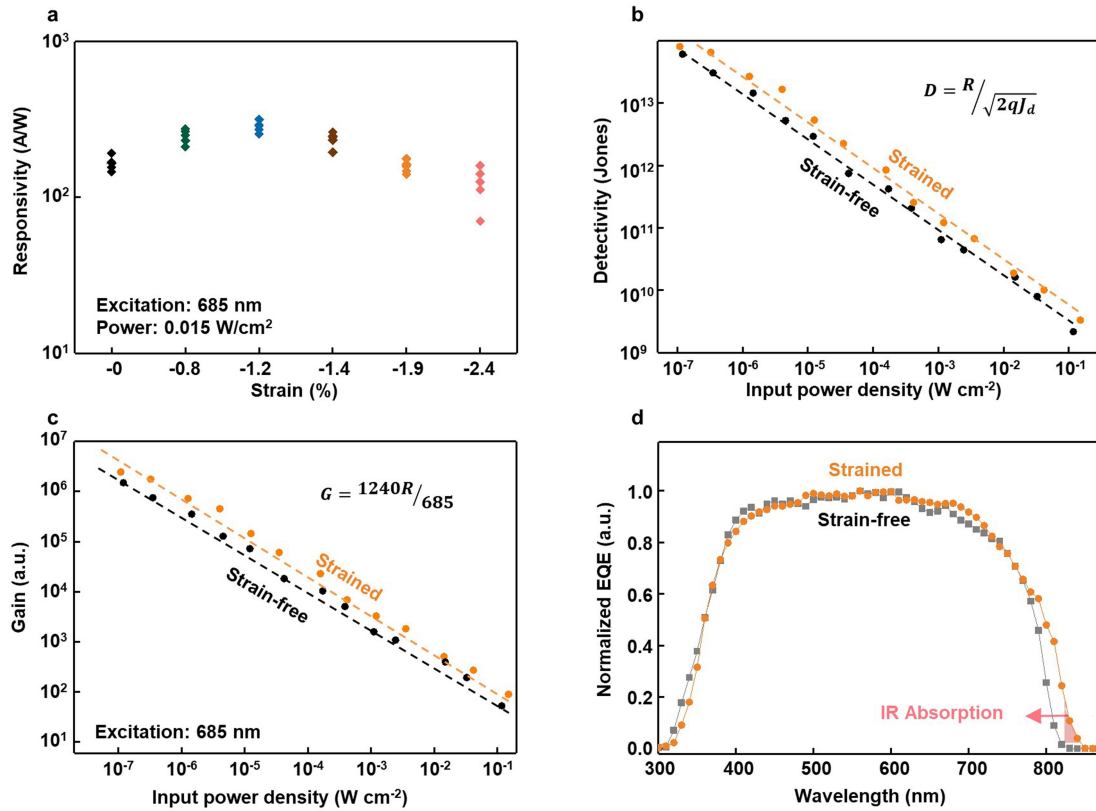 a
10³
10²
10¹
Responsivity (A/W)
Excitation: 685 nm
Power: 0.015 W/cm²
-0 -0.8 -1.2 -1.4 -1.9 -2.4
Strain (%)
b
10¹³
10¹²
10¹¹
10¹⁰
10⁹
Detectivity (Jones)
D = R/√2qJ_d
Strained
Strain-free
10⁻⁷ 10⁻⁶ 10⁻⁵ 10⁻⁴ 10⁻³ 10⁻² 10⁻¹
Input power density (W cm⁻²)
c
10⁷
10⁶
10⁵
10⁴
10³
10²
10¹
Gain (a.u.)
G = 1240R/685
Strained
Strain-free
Excitation: 685 nm
10⁻⁷ 10⁻⁶ 10⁻⁵ 10⁻⁴ 10⁻³ 10⁻² 10⁻¹
Input power density (W cm⁻²)
d
1.0
0.8
0.6
0.4
0.2
0.0
Normalized EQE (a.u.)
Strained
Strain-free
IR Absorption
300 400 500 600 700 800
Wavelength (nm)